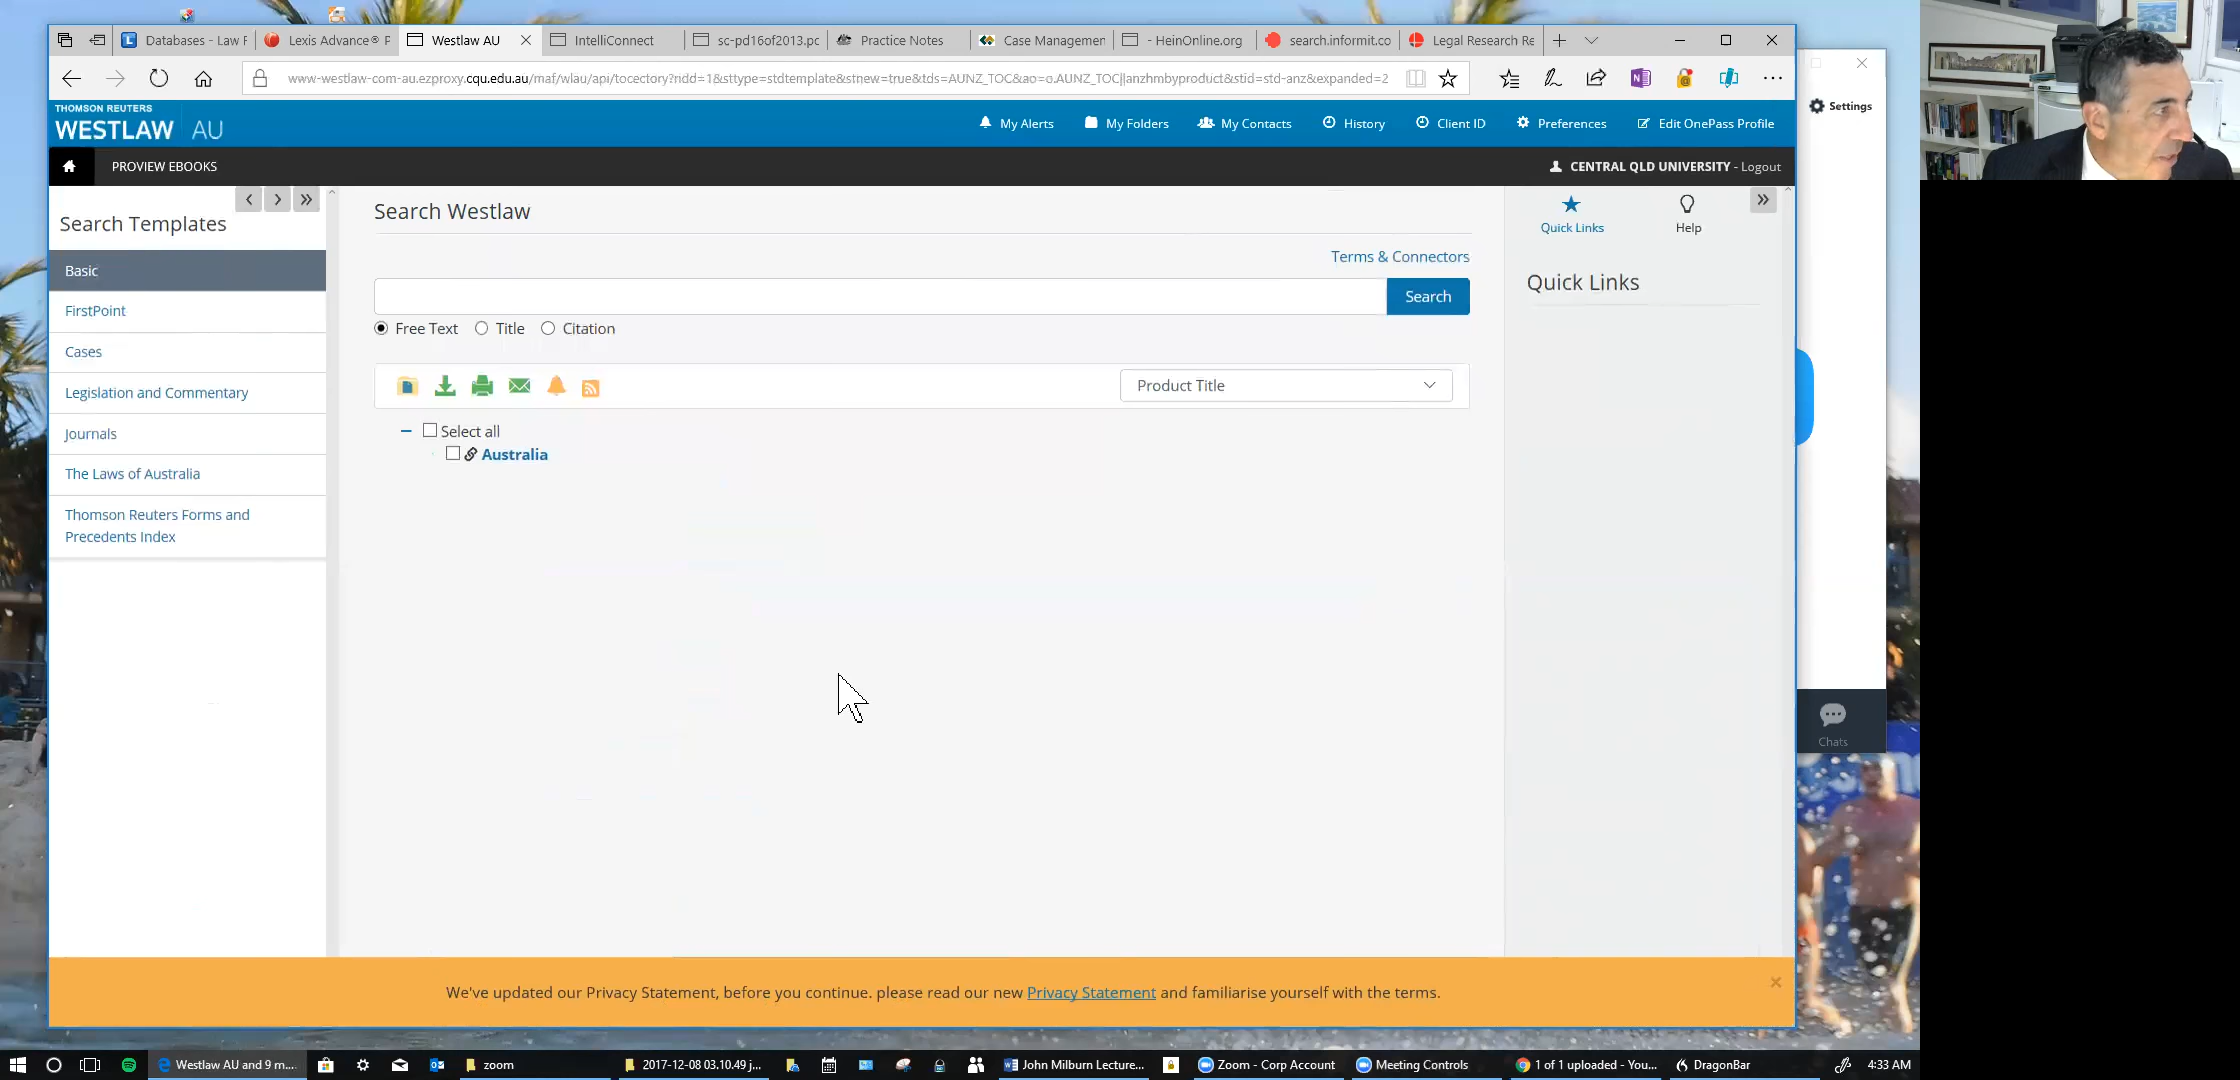 Databases - Law F
Lexis Advance® P
Westlaw AU
IntelliConnect
sc-pd16of2013.pc
Practice Notes
Case Managemen
- HeinOnline.org
search.informit.co
Legal Research Re
www-westlaw-com-au.ezproxy.cqu.edu.au/maf/wlau/api/tocectory?ndd=1&sttype=stdtemplate&stnew=true&tds=AUNZ_TOC&ao=o.AUNZ_TOC||anzhmbyproduct&stid=std-anz&expanded=2
Settings
THOMSON REUTERS
WESTLAW AU
My Alerts
My Folders
My Contacts
History
Client ID
Preferences
Edit OnePass Profile
PROVIEW EBOOKS
CENTRAL QLD UNIVERSITY - Logout
Search Templates
Basic
FirstPoint
Cases
Legislation and Commentary
Journals
The Laws of Australia
Thomson Reuters Forms and
Precedents Index
Search Westlaw
Terms & Connectors
Search
Free Text
Title
Citation
Product Title
Select all
Australia
Quick Links
Help
Quick Links
Chats
We've updated our Privacy Statement, before you continue. please read our new Privacy Statement and familiarise yourself with the terms.
Westlaw AU and 9 m...
zoom
2017-12-08 03.10.49 j...
John Milburn Lecture...
Zoom - Corp Account
Meeting Controls
1 of 1 uploaded - You...
DragonBar
4:33 AM